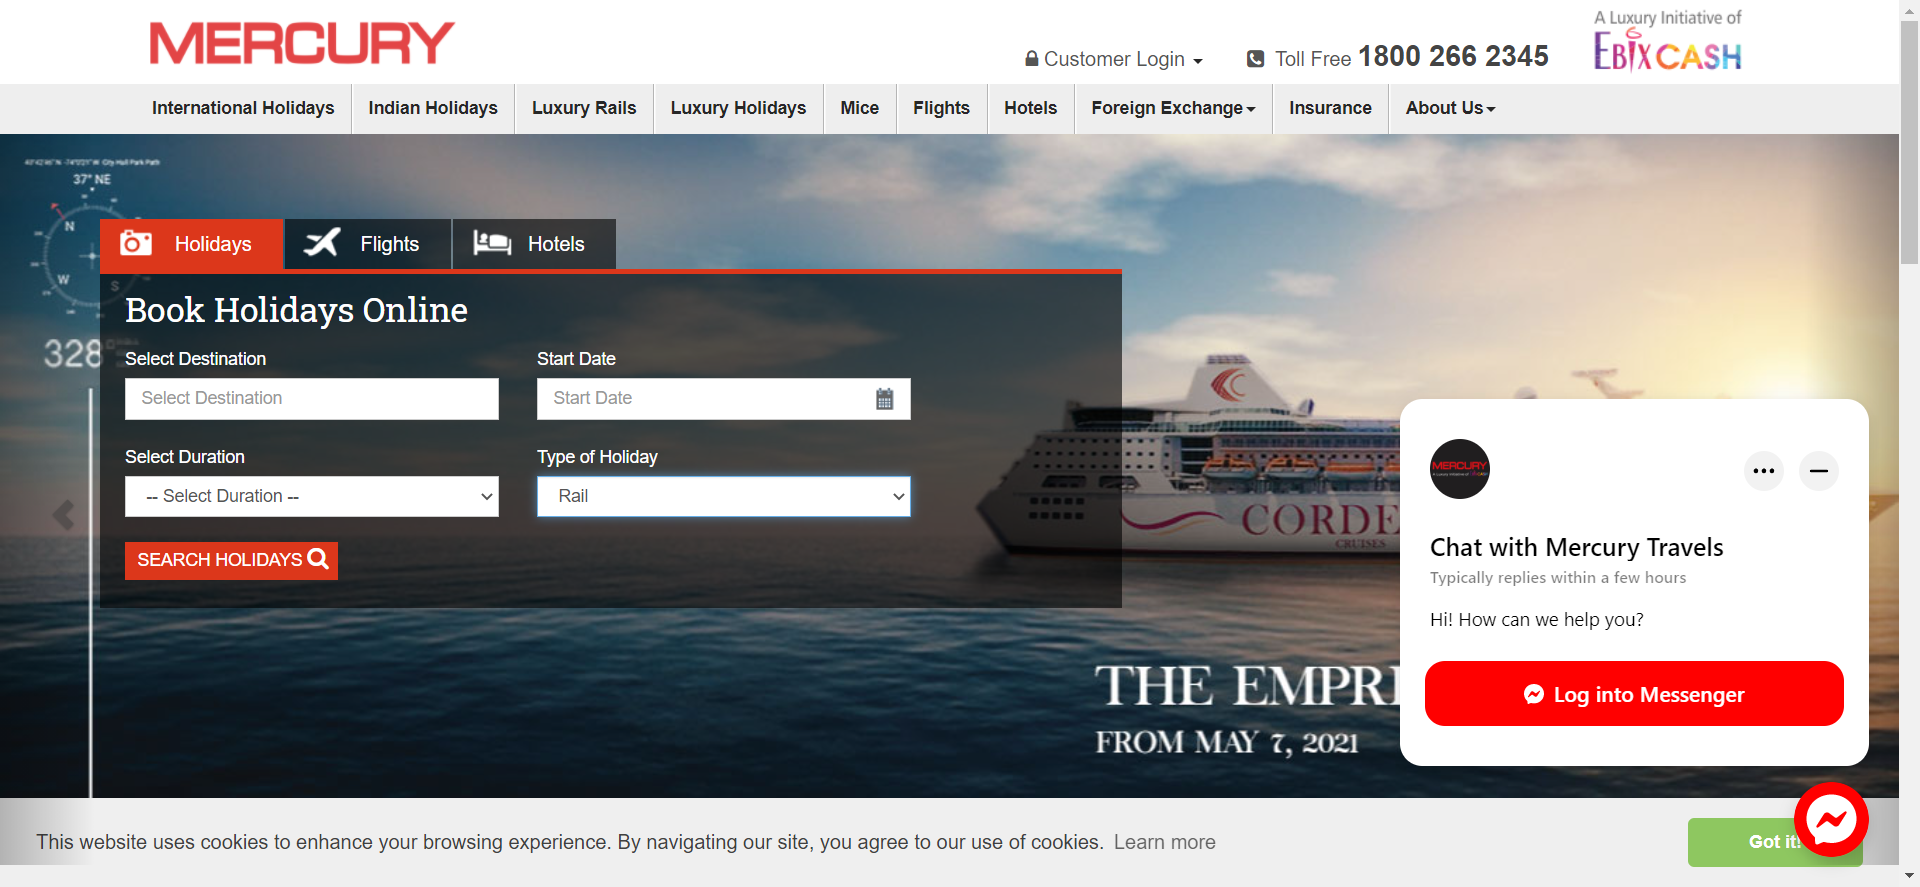 MERCURY
Customer Login
Toll Free 1800 266 2345
A Luxury Initiative of
EBIXCASH
International Holidays
Indian Holidays
Luxury Rails
Luxury Holidays
Mice
Flights
Hotels
Foreign Exchange
Insurance
About Us
37° NE
N
W
S
328
Holidays
Flights
Hotels
Book Holidays Online
Select Destination
Start Date
Select Destination
Start Date
Select Duration
Type of Holiday
-- Select Duration --
Rail
SEARCH HOLIDAYS
CORDE
CRUISES
THE EMPR
FROM MAY 7, 2021
MERCURY
Chat with Mercury Travels
Typically replies within a few hours
Hi! How can we help you?
Log into Messenger
This website uses cookies to enhance your browsing experience. By navigating our site, you agree to our use of cookies. Learn more
Got it!